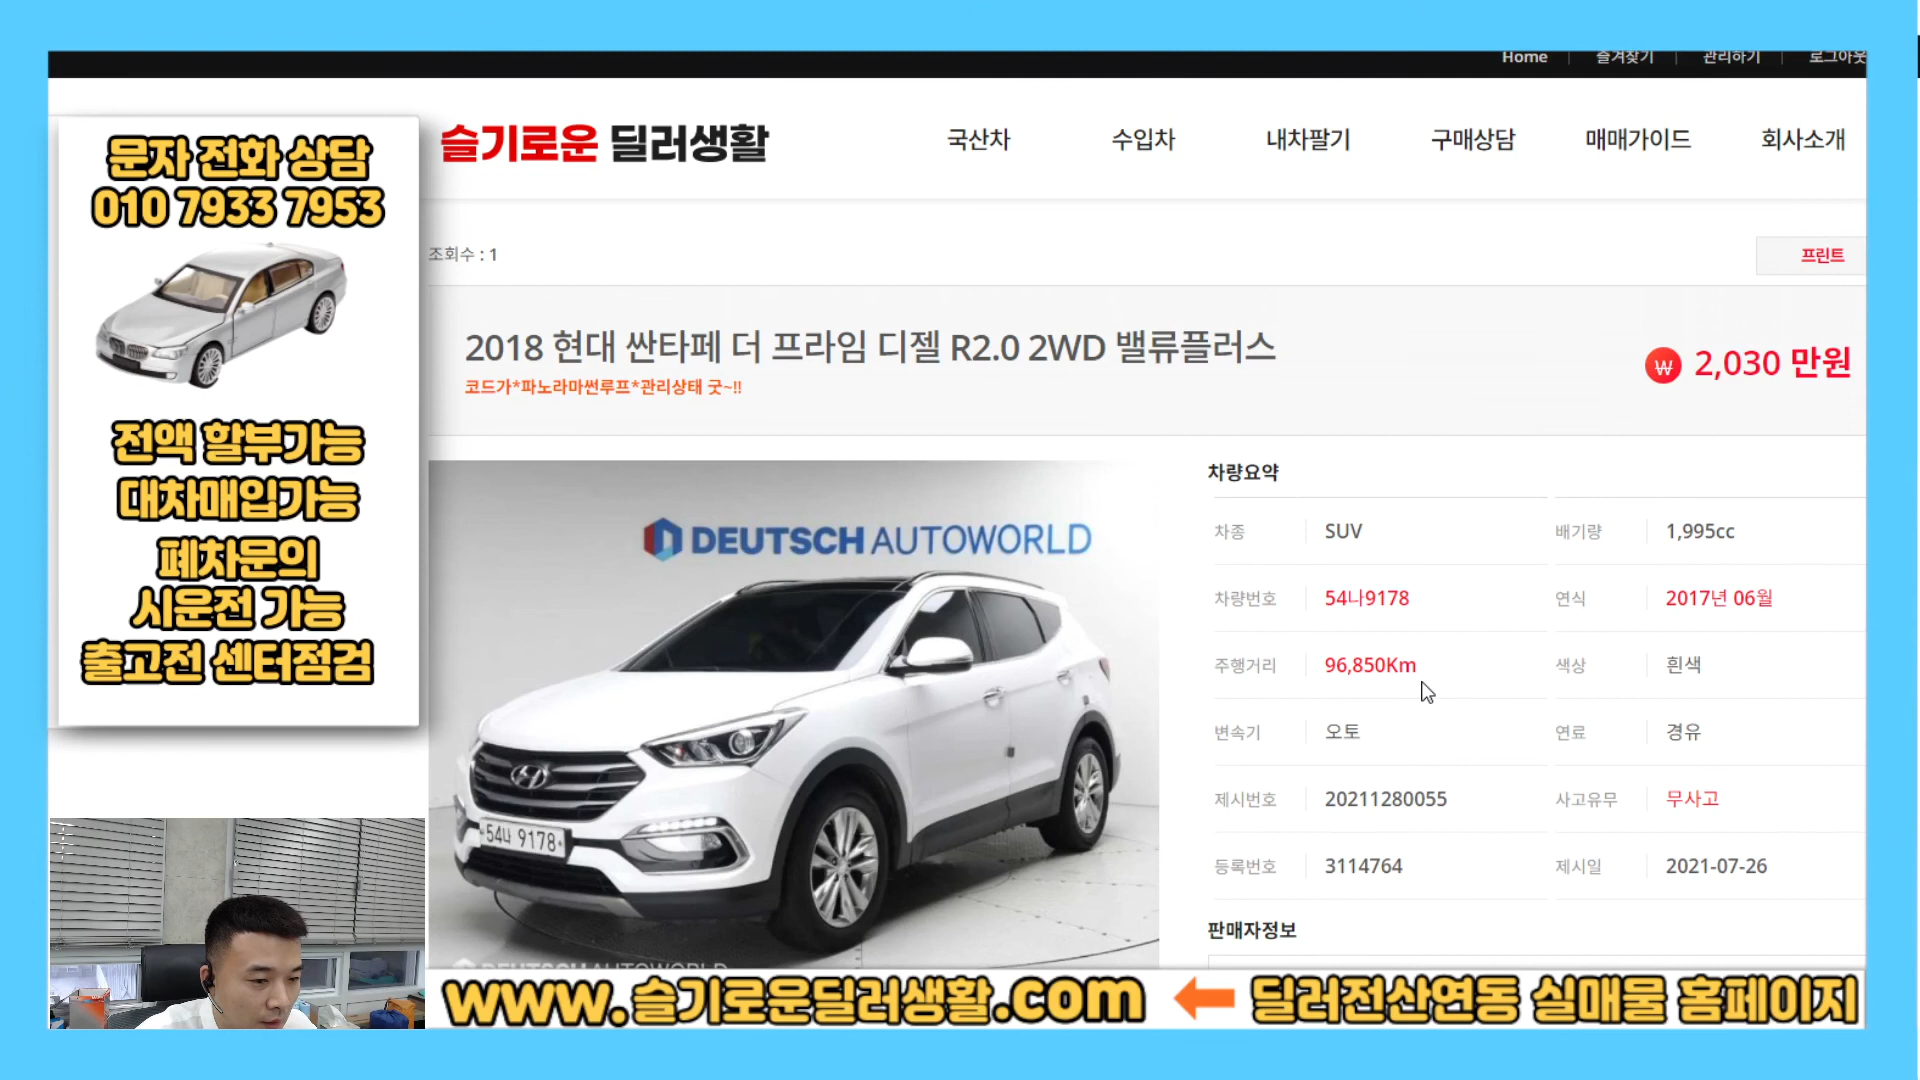 Home 즐겨찾기 관리하기 로그아웃
문자 전화 상담
010 7933 7953
전액 할부가능
대차매입가능
폐차문의
시운전 가능
출고전 센터점검
슬기로운 딜러생활
국산차 수입차 내차팔기 구매상담 매매가이드 회사소개
조회수 : 1
프린트
2018 현대 싼타페 더 프라임 디젤 R2.0 2WD 밸류플러스
코드가*파노라마썬루프*관리상태 굿~!!
₩ 2,030 만원
DEUTSCH AUTOWORLD
54나 9178
DEUTSCH AUTOWORLD
차량요약
차종 SUV 배기량 1,995cc
차량번호 54나9178 연식 2017년 06월
주행거리 96,850Km 색상 흰색
변속기 오토 연료 경유
제시번호 20211280055 사고유무 무사고
등록번호 3114764 제시일 2021-07-26
판매자정보
www.슬기로운딜러생활.com ← 딜러전산연동 실매물 홈페이지